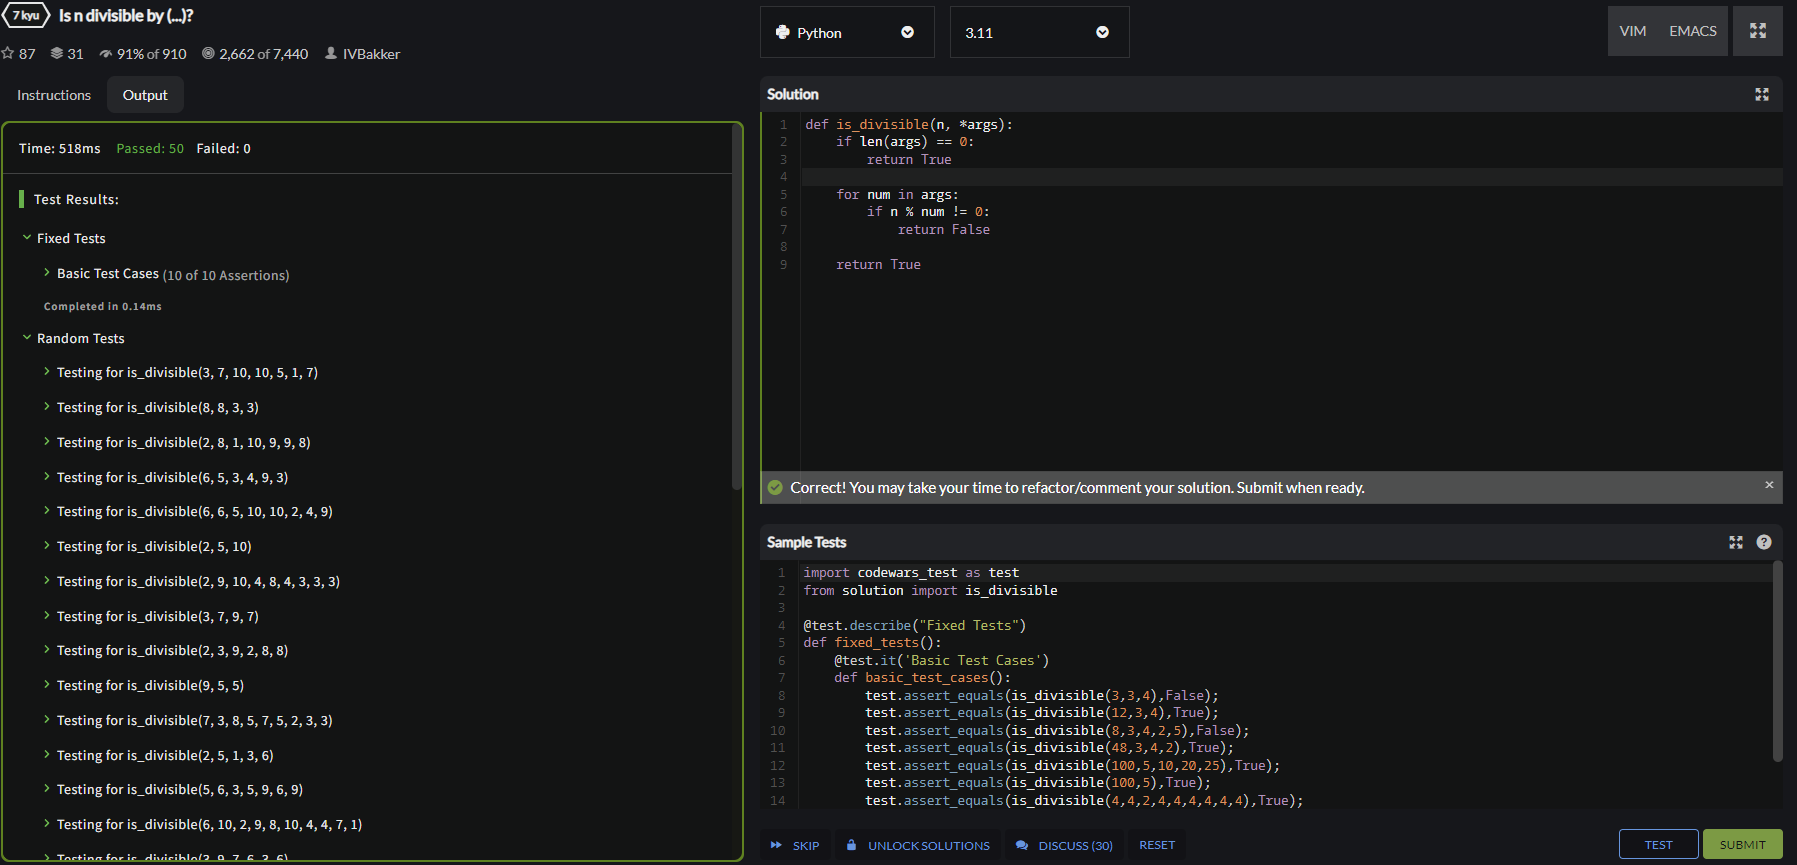 7 kyu Is n divisible by (...)?
87 31 91% of 910 2,662 of 7,440 IVBakker
Instructions Output
Time: 518ms Passed: 50 Failed: 0
Test Results:
Fixed Tests
Basic Test Cases (10 of 10 Assertions)
Completed in 0.14ms
Random Tests
Testing for is_divisible(3, 7, 10, 10, 5, 1, 7)
Testing for is_divisible(8, 8, 3, 3)
Testing for is_divisible(2, 8, 1, 10, 9, 9, 8)
Testing for is_divisible(6, 5, 3, 4, 9, 3)
Testing for is_divisible(6, 6, 5, 10, 10, 2, 4, 9)
Testing for is_divisible(2, 5, 10)
Testing for is_divisible(2, 9, 10, 4, 8, 4, 3, 3, 3)
Testing for is_divisible(3, 7, 9, 7)
Testing for is_divisible(2, 3, 9, 2, 8, 8)
Testing for is_divisible(9, 5, 5)
Testing for is_divisible(7, 3, 8, 5, 7, 5, 2, 3, 3)
Testing for is_divisible(2, 5, 1, 3, 6)
Testing for is_divisible(5, 6, 3, 5, 9, 6, 9)
Testing for is_divisible(6, 10, 2, 9, 8, 10, 4, 4, 7, 1)
Testing for is_divisible(3, 9, 7, 6, 3, 6)
Python 3.11 VIM EMACS
Solution
1 def is_divisible(n, *args):
2     if len(args) == 0:
3         return True
4
5     for num in args:
6         if n % num != 0:
7             return False
8
9     return True
Correct! You may take your time to refactor/comment your solution. Submit when ready. ×
Sample Tests
1 import codewars_test as test
2 from solution import is_divisible
3
4 @test.describe("Fixed Tests")
5 def fixed_tests():
6     @test.it('Basic Test Cases')
7     def basic_test_cases():
8         test.assert_equals(is_divisible(3,3,4),False);
9         test.assert_equals(is_divisible(12,3,4),True);
10         test.assert_equals(is_divisible(8,3,4,2,5),False);
11         test.assert_equals(is_divisible(48,3,4,2),True);
12         test.assert_equals(is_divisible(100,5,10,20,25),True);
13         test.assert_equals(is_divisible(100,5),True);
14         test.assert_equals(is_divisible(4,4,2,4,4,4,4,4,4),True);
SKIP UNLOCK SOLUTIONS DISCUSS (30) RESET TEST SUBMIT